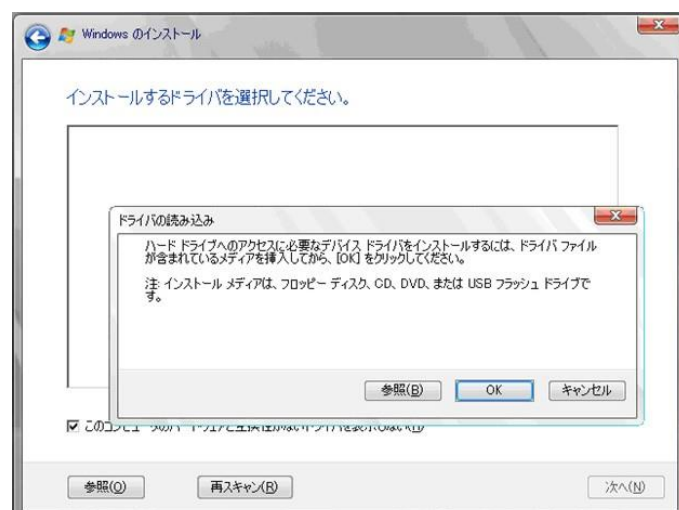 Windows のインストール
インストールするドライバを選択してください。
ドライバの読み込み
ハード ドライブへのアクセスに必要なデバイス ドライバをインストールするには、ドライバ ファイル
が含まれているメディアを挿入してから、[OK] をクリックしてください。
注: インストール メディアは、フロッピー ディスク、CD、DVD、または USB フラッシュ ドライブで
す。
参照(B)
OK
キャンセル
参照(O)
再スキャン(R)
次へ(N)